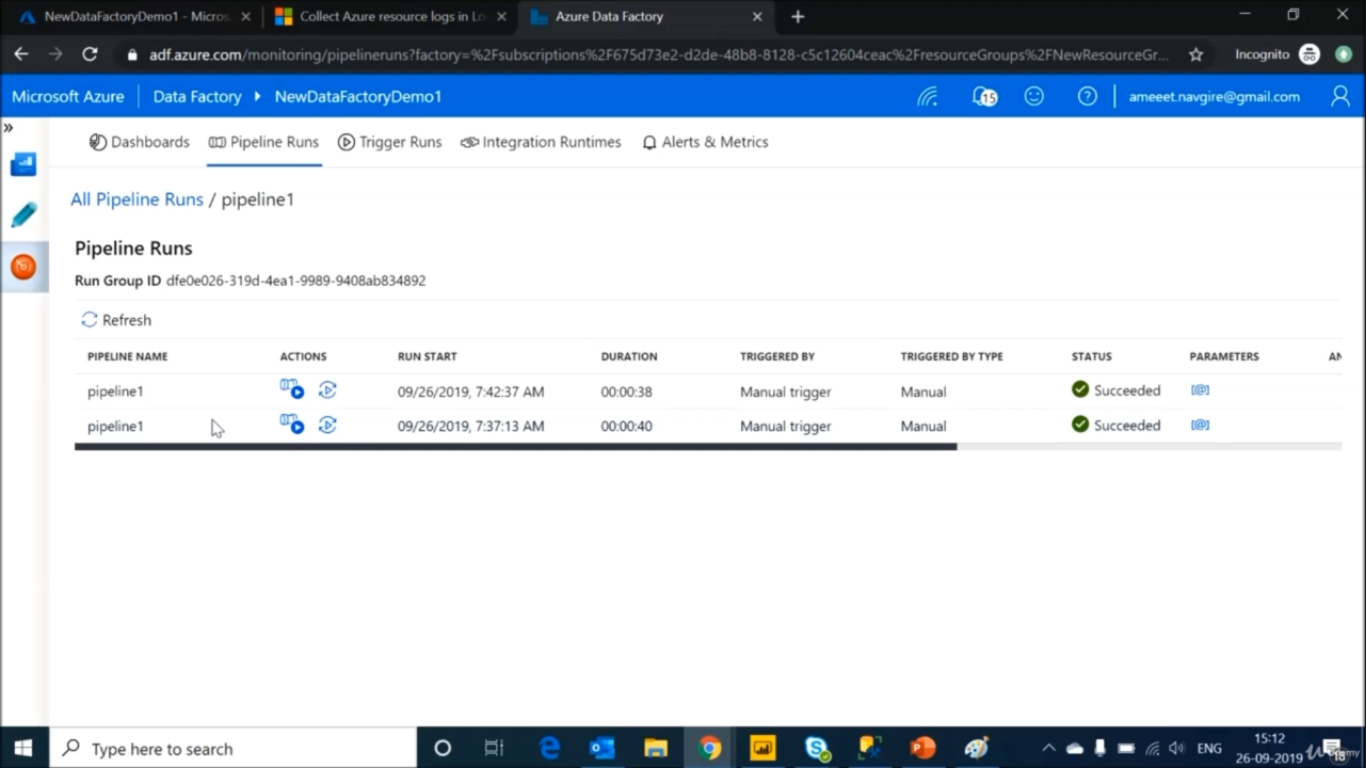 NewDataFactoryDemo1 - Micros
Collect Azure resource logs in Lo
Azure Data Factory
adf.azure.com/monitoring/pipelineruns?factory=%2Fsubscriptions%2F675d73e2-d2de-48b8-8128-c5c12604ceac%2FresourceGroups%2FNewResourceGr...
Incognito
Microsoft Azure
Data Factory
NewDataFactoryDemo1
15
ameeet.navgire@gmail.com
Dashboards
Pipeline Runs
Trigger Runs
Integration Runtimes
Alerts & Metrics
All Pipeline Runs / pipeline1
Pipeline Runs
Run Group ID dfe0e026-319d-4ea1-9989-9408ab834892
Refresh
PIPELINE NAME ACTIONS RUN START DURATION TRIGGERED BY TRIGGERED BY TYPE STATUS PARAMETERS AN
pipeline1 09/26/2019, 7:42:37 AM 00:00:38 Manual trigger Manual Succeeded [@]
pipeline1 09/26/2019, 7:37:13 AM 00:00:40 Manual trigger Manual Succeeded [@]
Type here to search
ENG
15:12
26-09-2019
18